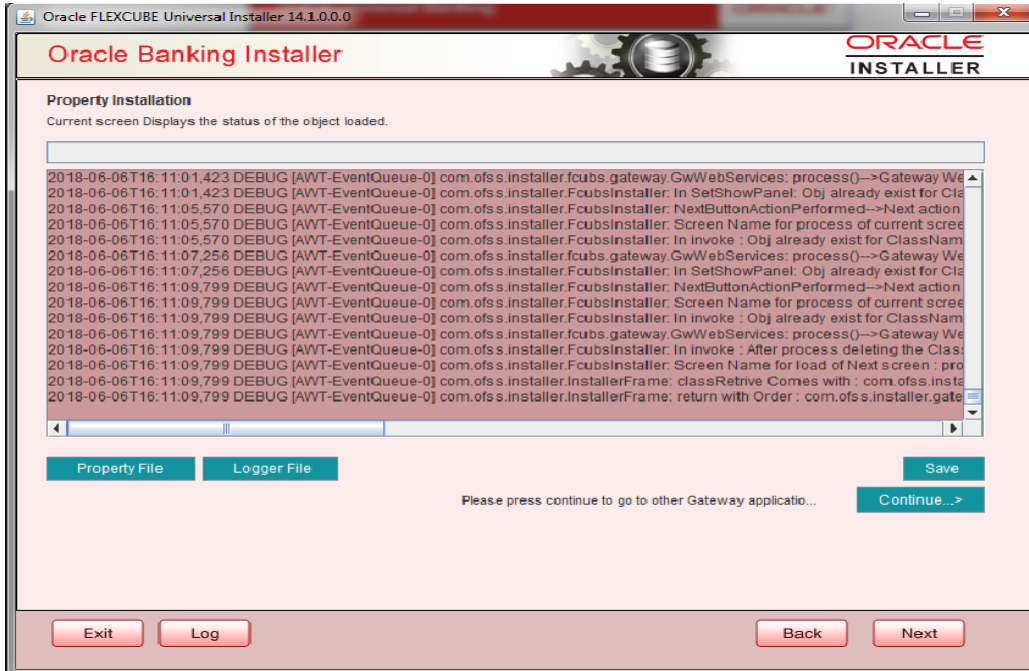 Oracle FLEXCUBE Universal Installer 14.1.0.0.0
Oracle Banking Installer
ORACLE
INSTALLER
Property Installation
Current screen Displays the status of the object loaded.
2018-06-06T16:11:01,423 DEBUG [AWT-EventQueue-0] com.ofss.installer.fcubs.gateway.GwWebServices: process()-->Gateway We
2018-06-06T16:11:01,423 DEBUG [AWT-EventQueue-0] com.ofss.installer.FcubsInstaller: In SetShowPanel: Obj already exist for Cla
2018-06-06T16:11:05,570 DEBUG [AWT-EventQueue-0] com.ofss.installer.FcubsInstaller: NextButtonActionPerformed-->Next action
2018-06-06T16:11:05,570 DEBUG [AWT-EventQueue-0] com.ofss.installer.FcubsInstaller: Screen Name for process of current scree
2018-06-06T16:11:05,570 DEBUG [AWT-EventQueue-0] com.ofss.installer.FcubsInstaller: In invoke : Obj already exist for ClassNam
2018-06-06T16:11:07,256 DEBUG [AWT-EventQueue-0] com.ofss.installer.fcubs.gateway.GwWebServices: process()-->Gateway We
2018-06-06T16:11:07,256 DEBUG [AWT-EventQueue-0] com.ofss.installer.FcubsInstaller: In SetShowPanel: Obj already exist for Cla
2018-06-06T16:11:09,799 DEBUG [AWT-EventQueue-0] com.ofss.installer.FcubsInstaller: NextButtonActionPerformed-->Next action
2018-06-06T16:11:09,799 DEBUG [AWT-EventQueue-0] com.ofss.installer.FcubsInstaller: Screen Name for process of current scree
2018-06-06T16:11:09,799 DEBUG [AWT-EventQueue-0] com.ofss.installer.FcubsInstaller: In invoke : Obj already exist for ClassNam
2018-06-06T16:11:09,799 DEBUG [AWT-EventQueue-0] com.ofss.installer.fcubs.gateway.GwWebServices: process()-->Gateway We
2018-06-06T16:11:09,799 DEBUG [AWT-EventQueue-0] com.ofss.installer.FcubsInstaller: In invoke : After process deleting the Clas
2018-06-06T16:11:09,799 DEBUG [AWT-EventQueue-0] com.ofss.installer.FcubsInstaller: Screen Name for load of Next screen : pro
2018-06-06T16:11:09,799 DEBUG [AWT-EventQueue-0] com.ofss.installer.InstallerFrame: classRetrive Comes with : com.ofss.insta
2018-06-06T16:11:09,799 DEBUG [AWT-EventQueue-0] com.ofss.installer.InstallerFrame: return with Order : com.ofss.installer.gate
Property File Logger File Save
Please press continue to go to other Gateway applicatio... Continue...>
Exit Log Back Next